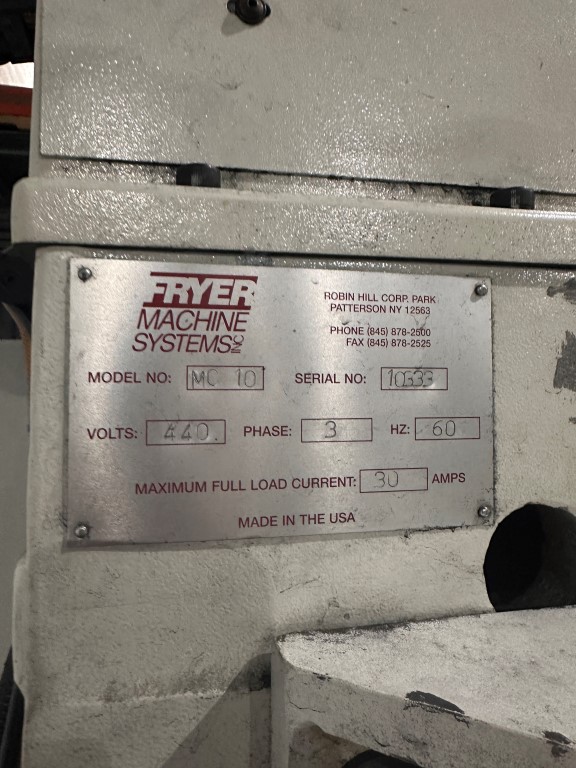 FRYER
MACHINE
SYSTEMS INC
ROBIN HILL CORP. PARK
PATTERSON NY 12563
PHONE (845) 878-2500
FAX (845) 878-2525
MODEL NO: MC 10 SERIAL NO: 10333
VOLTS: 440. PHASE: 3 HZ: 60
MAXIMUM FULL LOAD CURRENT: 30 AMPS
MADE IN THE USA